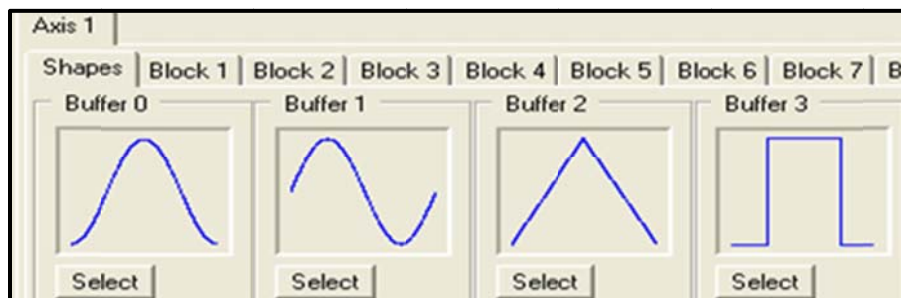 Axis 1
Shapes Block 1 Block 2 Block 3 Block 4 Block 5 Block 6 Block 7 B
Buffer 0 Buffer 1 Buffer 2 Buffer 3
Select Select Select Select